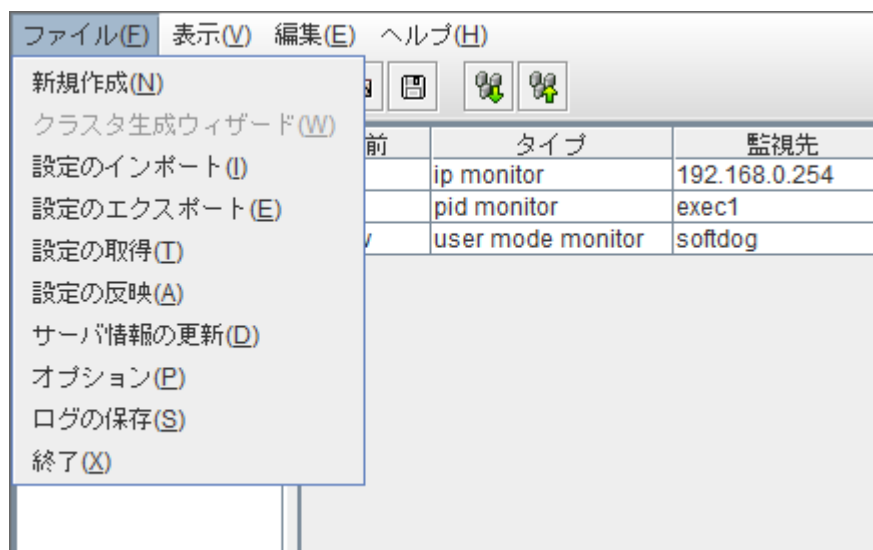 ファイル(F) 表示(V) 編集(E) ヘルプ(H)
新規作成(N)
クラスタ生成ウィザード(W)
設定のインポート(I)
設定のエクスポート(E)
設定の取得(T)
設定の反映(A)
サーバ情報の更新(D)
オプション(P)
ログの保存(S)
終了(X)
前 タイプ 監視先
ip monitor 192.168.0.254
pid monitor exec1
user mode monitor softdog